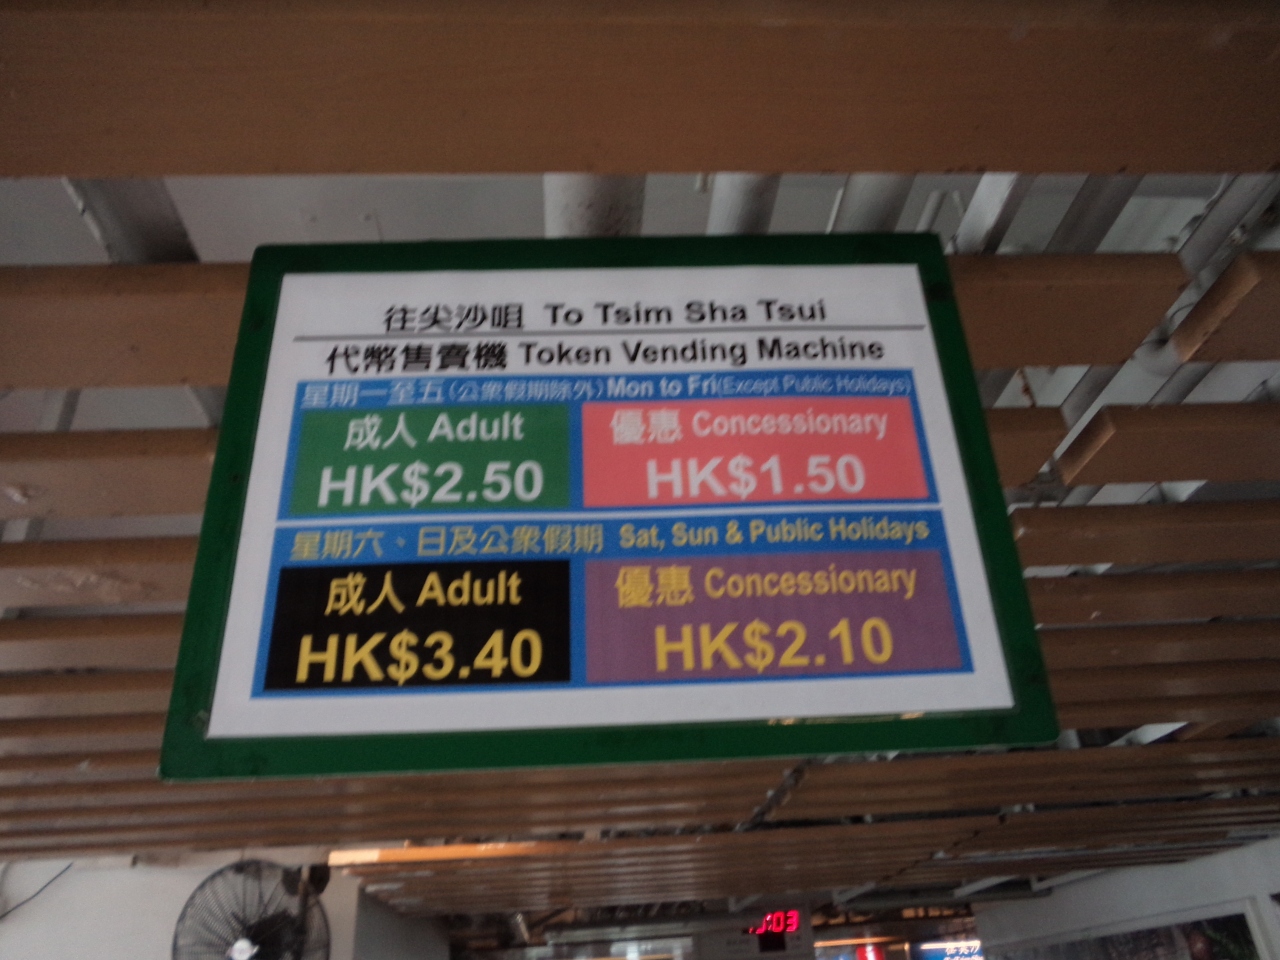 往尖沙咀 To Tsim Sha Tsui
代幣售賣機 Token Vending Machine
星期一至五(公眾假期除外) Mon to Fri(Except Public Holidays)
成人 Adult
HK$2.50
優惠 Concessionary
HK$1.50
星期六、日及公眾假期 Sat, Sun & Public Holidays
成人 Adult
HK$3.40
優惠 Concessionary
HK$2.10